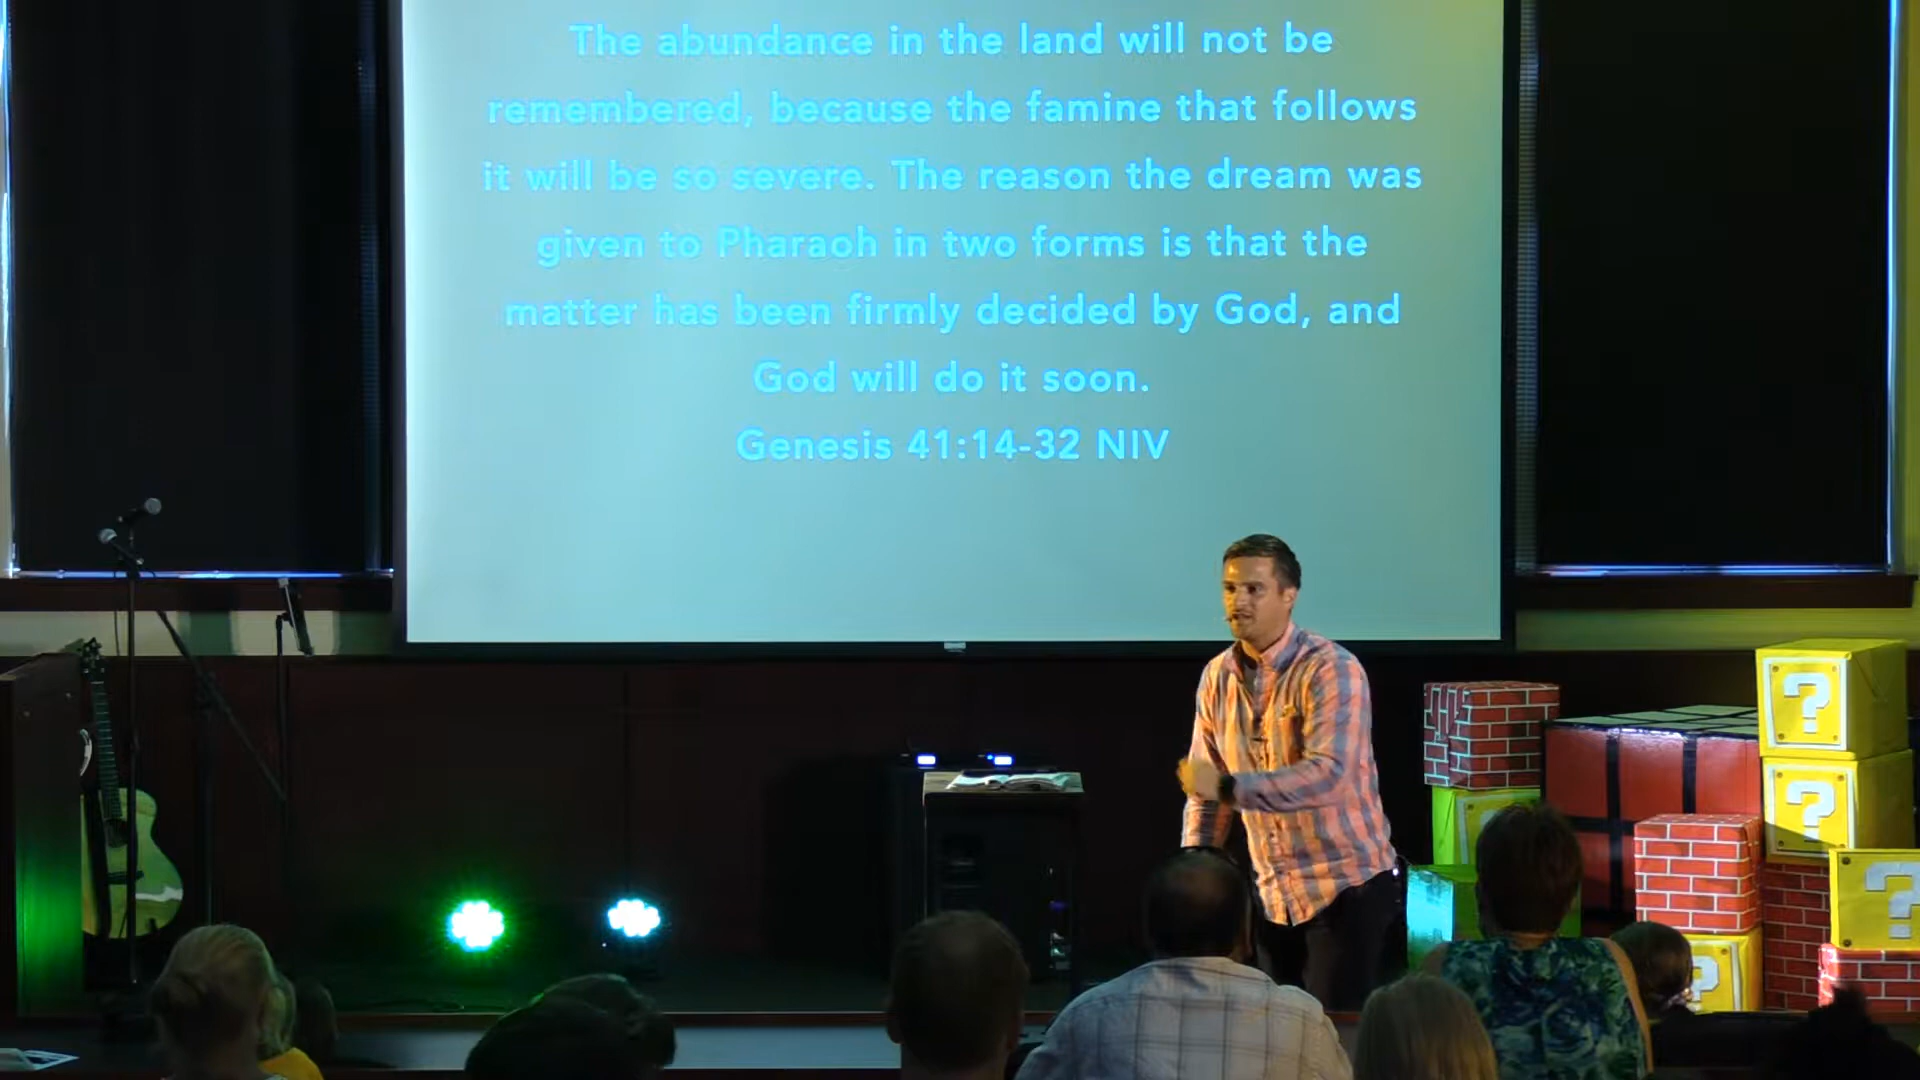 The abundance in the land will not be
remembered, because the famine that follows
it will be so severe. The reason the dream was
given to Pharaoh in two forms is that the
matter has been firmly decided by God, and
God will do it soon.
Genesis 41:14-32 NIV
?
?
?
?